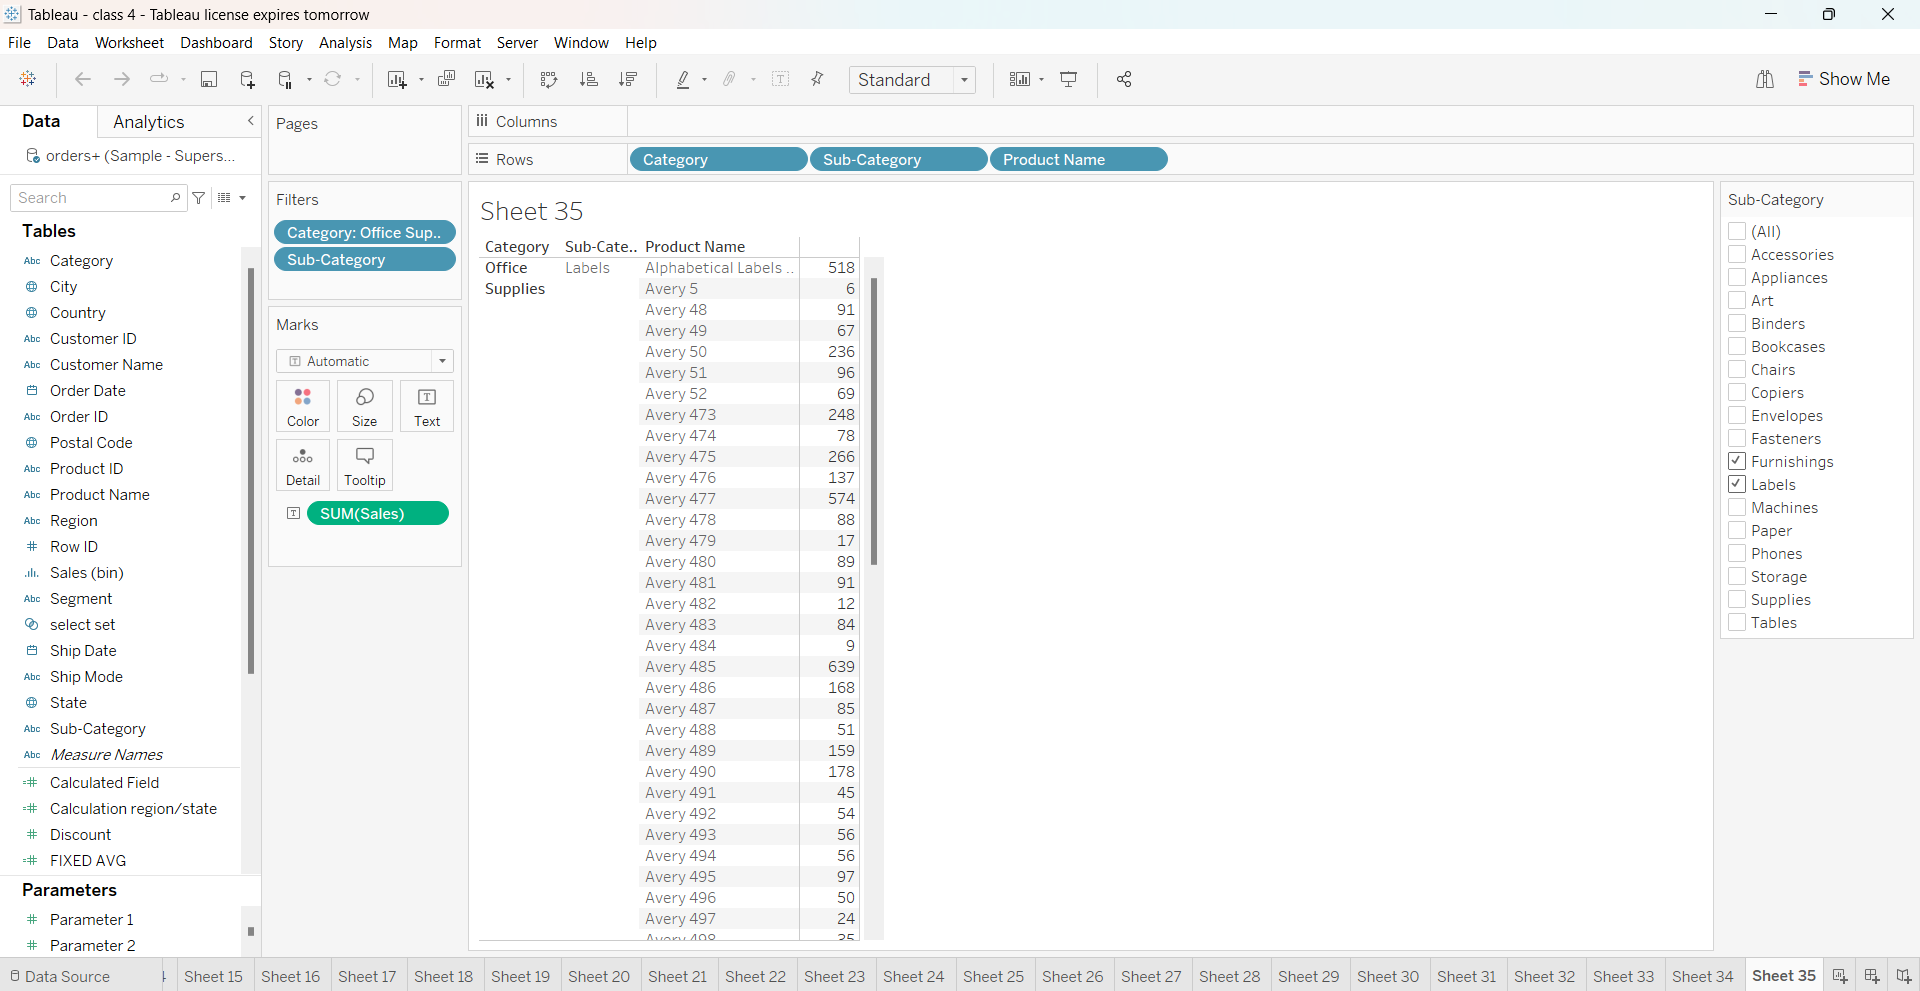 Tableau - class 4 - Tableau license expires tomorrow
File Data Worksheet Dashboard Story Analysis Map Format Server Window Help
Standard
Show Me
Data Analytics
orders+ (Sample - Supers...
Search
Tables
Abc Category
City
Country
Abc Customer ID
Abc Customer Name
Order Date
Abc Order ID
Postal Code
Abc Product ID
Abc Product Name
Abc Region
# Row ID
Sales (bin)
Abc Segment
select set
Ship Date
Abc Ship Mode
State
Abc Sub-Category
Abc Measure Names
=# Calculated Field
=# Calculation region/state
# Discount
=# FIXED AVG
Parameters
# Parameter 1
# Parameter 2
Pages
Filters
Category: Office Sup..
Sub-Category
Marks
T Automatic
Color Size Text
Detail Tooltip
T SUM(Sales)
Columns
Rows Category Sub-Category Product Name
Sheet 35
Category Sub-Cate.. Product Name
Office Supplies Labels Alphabetical Labels .. 518
Avery 5 6
Avery 48 91
Avery 49 67
Avery 50 236
Avery 51 96
Avery 52 69
Avery 473 248
Avery 474 78
Avery 475 266
Avery 476 137
Avery 477 574
Avery 478 88
Avery 479 17
Avery 480 89
Avery 481 91
Avery 482 12
Avery 483 84
Avery 484 9
Avery 485 639
Avery 486 168
Avery 487 85
Avery 488 51
Avery 489 159
Avery 490 178
Avery 491 45
Avery 492 54
Avery 493 56
Avery 494 56
Avery 495 97
Avery 496 50
Avery 497 24
Avery 498 35
Sub-Category
(All)
Accessories
Appliances
Art
Binders
Bookcases
Chairs
Copiers
Envelopes
Fasteners
Furnishings
Labels
Machines
Paper
Phones
Storage
Supplies
Tables
Data Source Sheet 15 Sheet 16 Sheet 17 Sheet 18 Sheet 19 Sheet 20 Sheet 21 Sheet 22 Sheet 23 Sheet 24 Sheet 25 Sheet 26 Sheet 27 Sheet 28 Sheet 29 Sheet 30 Sheet 31 Sheet 32 Sheet 33 Sheet 34 Sheet 35